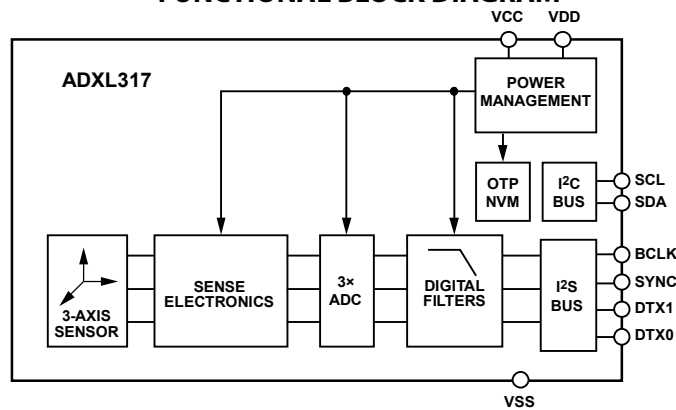 FUNCTIONAL BLOCK DIAGRAM
VCC VDD
ADXL317
POWER
MANAGEMENT
OTP
NVM
I²C
BUS
SCL
SDA
3-AXIS
SENSOR
SENSE
ELECTRONICS
3×
ADC
DIGITAL
FILTERS
I²S
BUS
BCLK
SYNC
DTX1
DTX0
VSS